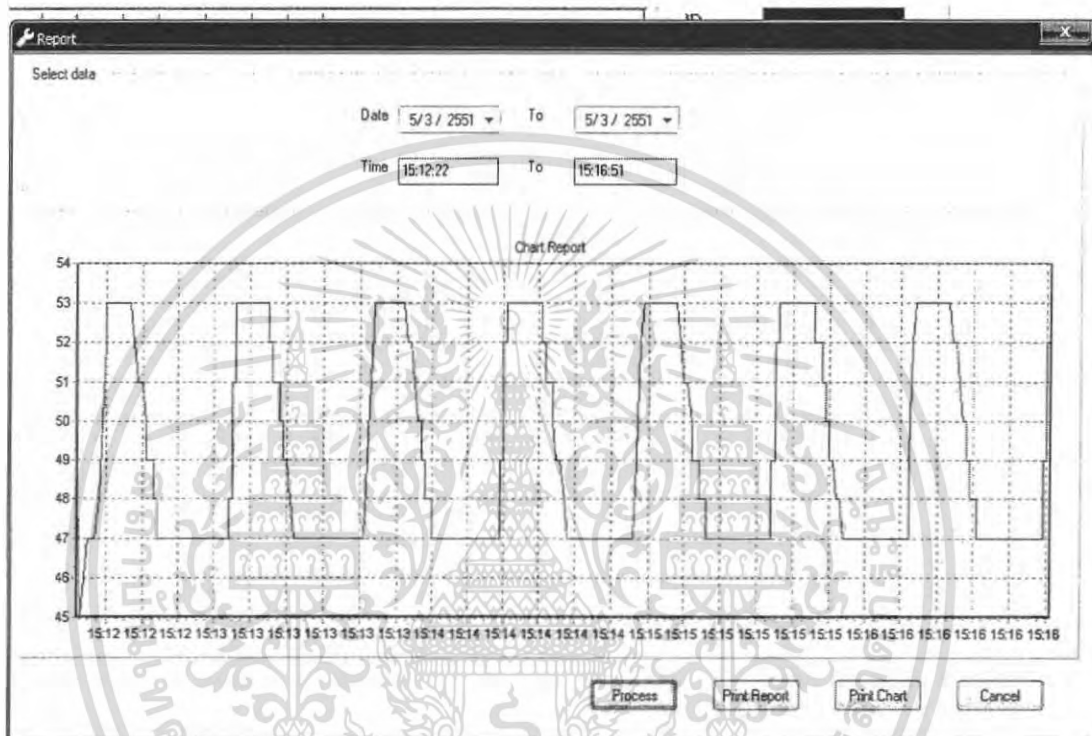 Report
X
Select data
Date 5/3/ 2551 To 5/3/ 2551
Time 15:12:22 To 15:16:51
Chart Report
54
53
52
51
50
49
48
47
46
45
15:12 15:12 15:12 15:13 15:13 15:13 15:13 15:13 15:13 15:14 15:14 15:14 15:14 15:14 15:14 15:15 15:15 15:15 15:15 15:15 15:15 15:16 15:16 15:16 15:16 15:16 15:16
Process Print Report Print Chart Cancel